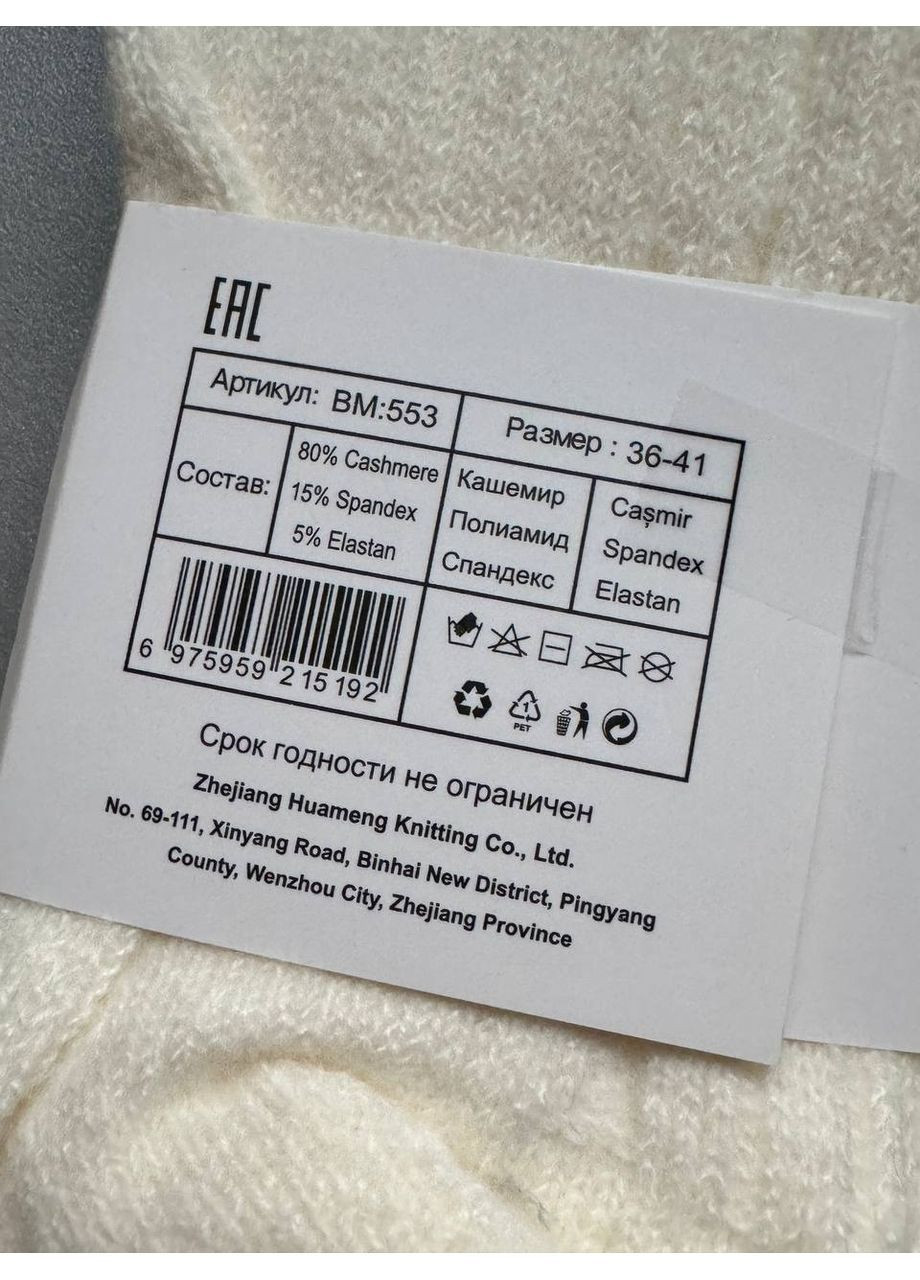 EAC
Артикул: BM:553
Размер : 36-41
Состав:
80% Cashmere
15% Spandex
5% Elastan
Кашемир
Полиамид
Спандекс
Caşmir
Spandex
Elastan
6 975959 215192
1
PET
Срок годности не ограничен
Zhejiang Huameng Knitting Co., Ltd.
No. 69-111, Xinyang Road, Binhai New District, Pingyang
County, Wenzhou City, Zhejiang Province